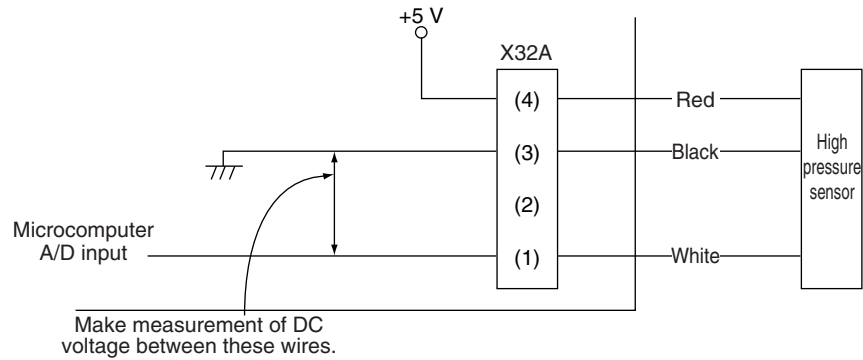 +5 V
X32A
(4)
Red
(3)
Black
High
pressure
sensor
(2)
Microcomputer
A/D input
(1)
White
Make measurement of DC
voltage between these wires.